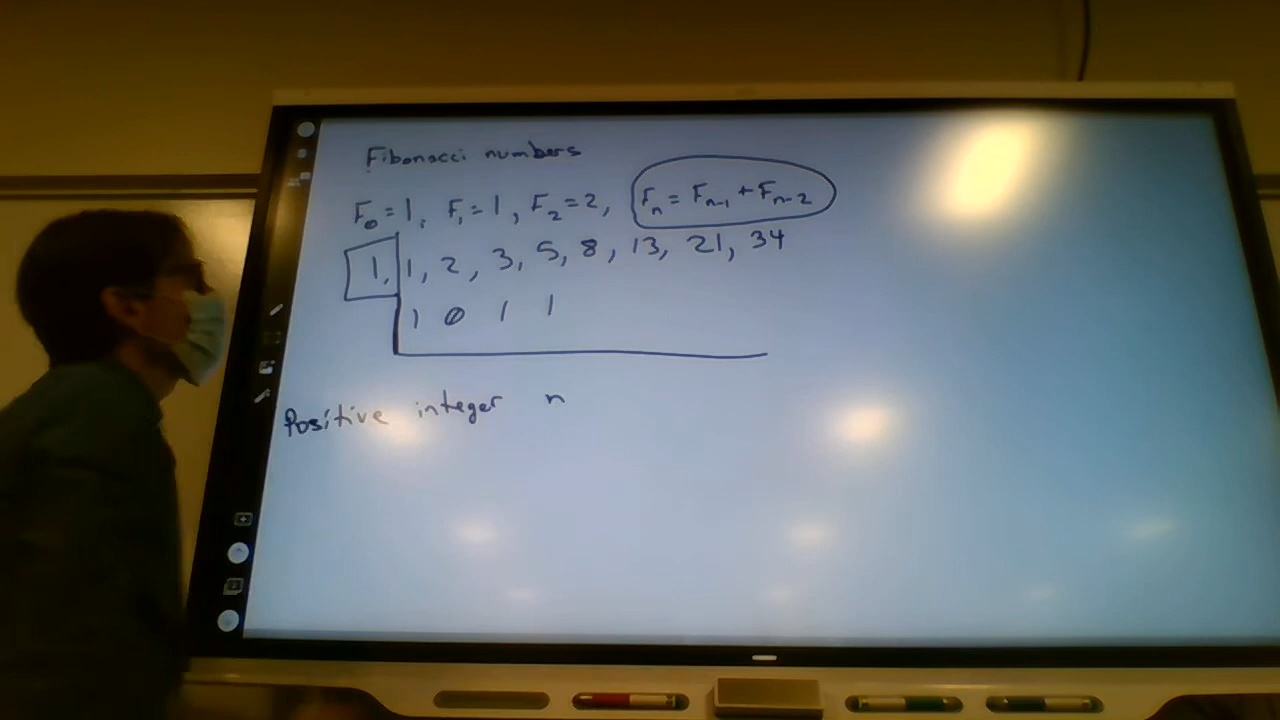 Fibonacci numbers
F₀ = 1, F₁ = 1, F₂ = 2, Fₙ = Fₙ₋₁ + Fₙ₋₂
1, 1, 2, 3, 5, 8, 13, 21, 34
1 0 1 1
Positive integer n